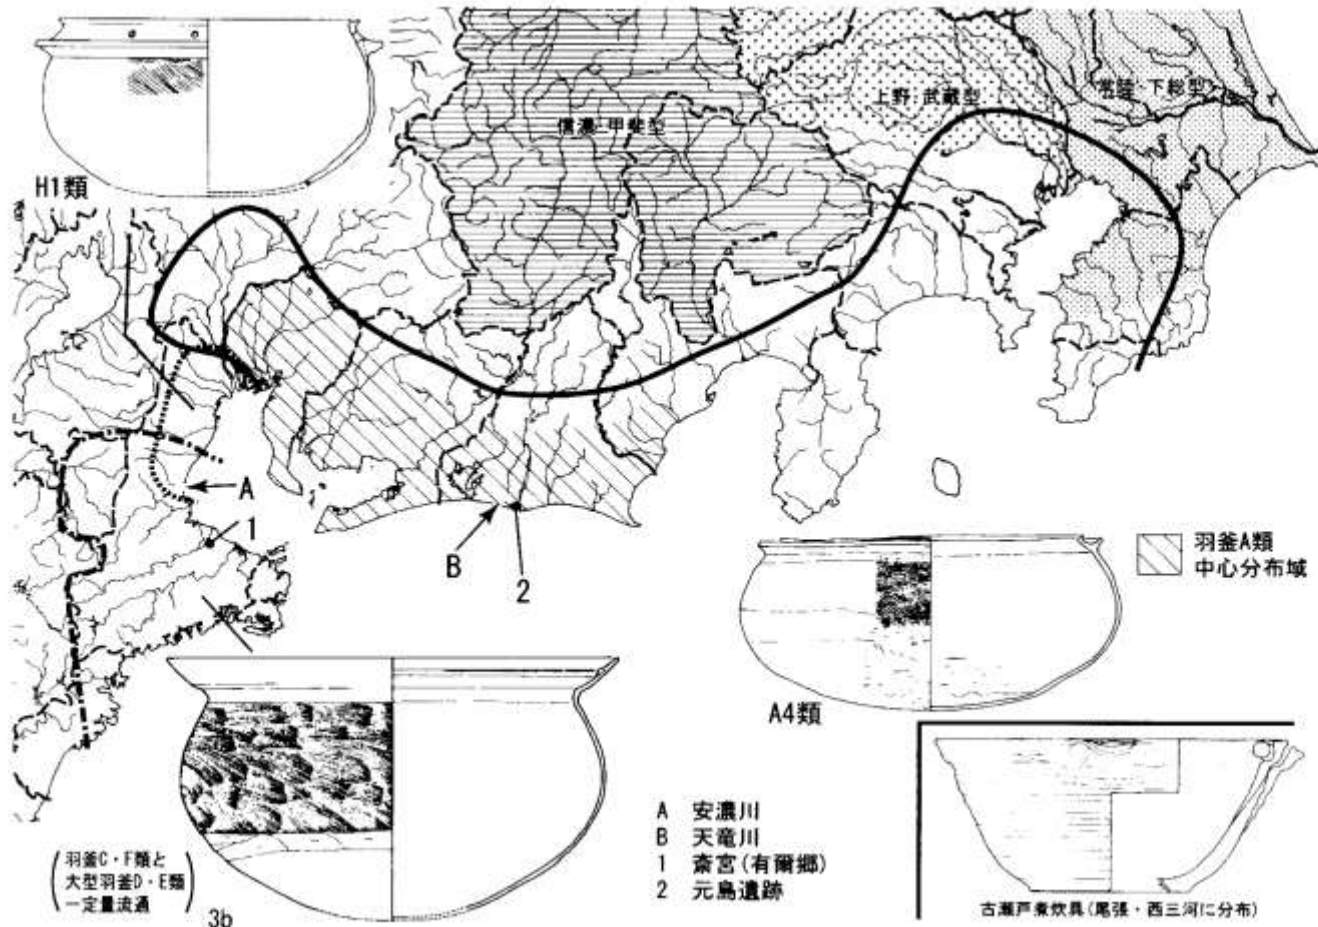 H1類
信濃・甲斐型
上野・武蔵型
常陸・下総型
A
1
B
2
羽釜A類
中心分布域
A4類
羽釜C・F類と
大型羽釜D・E類
一定量流通
3b
A 安濃川
B 天竜川
1 斎宮(有爾郷)
2 元島遺跡
古瀬戸煮炊具(尾張・西三河に分布)